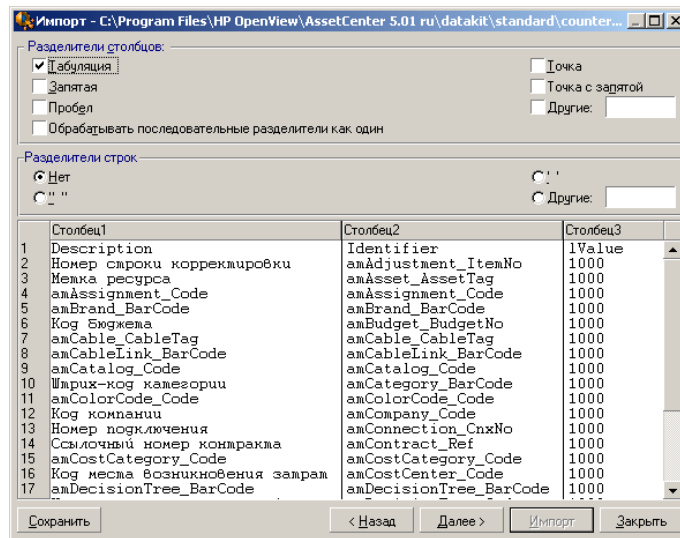 Импорт - C:\Program Files\HP OpenView\AssetCenter 5.01 ru\datakit\standard\counter...
Разделители столбцов:
Табуляция
Точка
Запятая
Точка с запятой
Пробел
Другие:
Обрабатывать последовательные разделители как один
Разделители строк
Нет
' '
" "
Другие:
Столбец1 Столбец2 Столбец3
1 Description Identifier lValue
2 Номер строки корректировки amAdjustment_ItemNo 1000
3 Метка ресурса amAsset_AssetTag 1000
4 amAssignment_Code amAssignment_Code 1000
5 amBrand_BarCode amBrand_BarCode 1000
6 Код бюджета amBudget_BudgetNo 1000
7 amCable_CableTag amCable_CableTag 1000
8 amCableLink_BarCode amCableLink_BarCode 1000
9 amCatalog_Code amCatalog_Code 1000
10 Штрих-код категории amCategory_BarCode 1000
11 amColorCode_Code amColorCode_Code 1000
12 Код компании amCompany_Code 1000
13 Номер подключения amConnection_CnxNo 1000
14 Ссылочный номер контракта amContract_Ref 1000
15 amCostCategory_Code amCostCategory_Code 1000
16 Код места возникновения затрат amCostCenter_Code 1000
17 amDecisionTree_BarCode amDecisionTree_BarCode 1000
Сохранить < Назад Далее > Импорт Закрыть